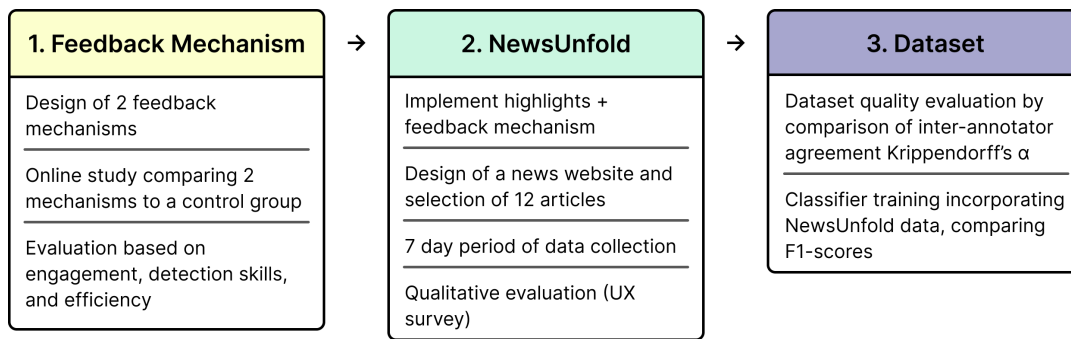 1. Feedback Mechanism
Design of 2 feedback
mechanisms
Online study comparing 2
mechanisms to a control group
Evaluation based on
engagement, detection skills,
and efficiency
→
2. NewsUnfold
Implement highlights +
feedback mechanism
Design of a news website and
selection of 12 articles
7 day period of data collection
Qualitative evaluation (UX
survey)
→
3. Dataset
Dataset quality evaluation by
comparison of inter-annotator
agreement Krippendorff's α
Classifier training incorporating
NewsUnfold data, comparing
F1-scores